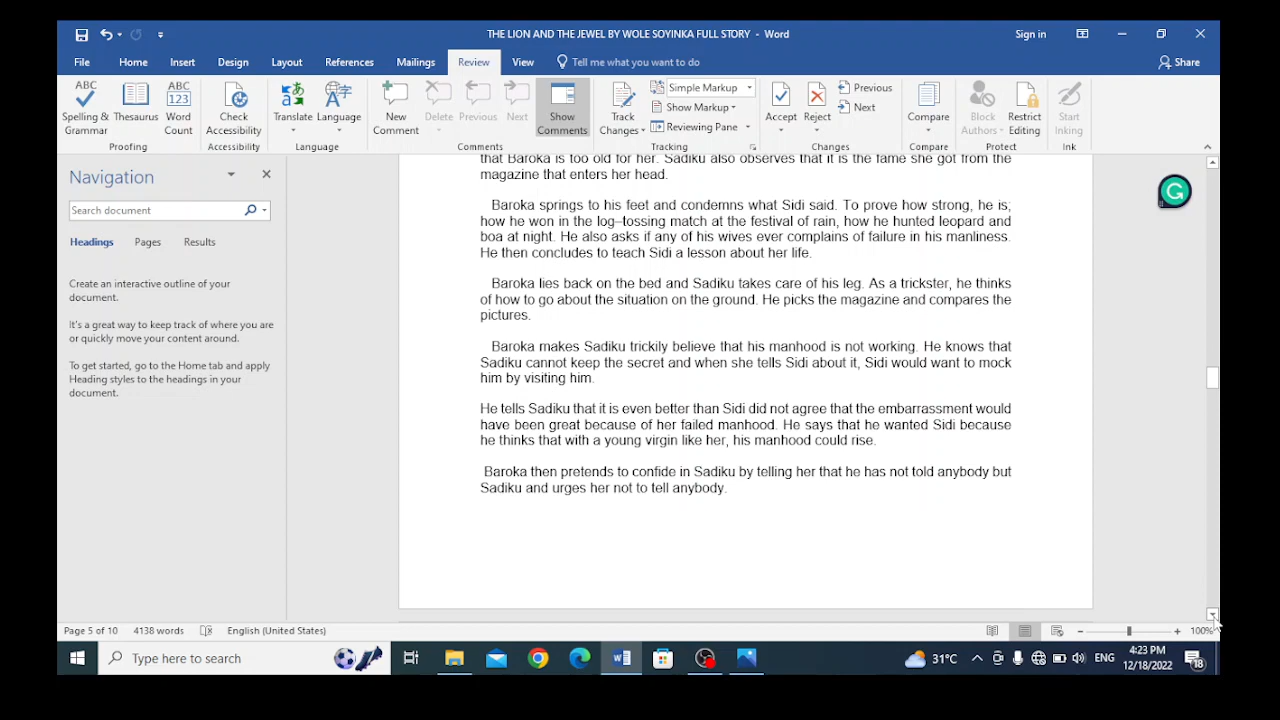 THE LION AND THE JEWEL BY WOLE SOYINKA FULL STORY - Word
Sign in
File Home Insert Design Layout References Mailings Review View Tell me what you want to do Share
Spelling & Grammar
Thesaurus
Word Count
Check Accessibility
Translate
Language
New Comment
Delete
Previous
Next
Show Comments
Track Changes
Simple Markup
Show Markup
Reviewing Pane
Accept
Reject
Previous
Next
Compare
Block Authors
Restrict Editing
Start Inking
Proofing Accessibility Language Comments Tracking Changes Compare Protect Ink
Navigation
Search document
Headings Pages Results
Create an interactive outline of your
document.
It's a great way to keep track of where you are
or quickly move your content around.
To get started, go to the Home tab and apply
Heading styles to the headings in your
document.
that Baroka is too old for her. Sadiku also observes that it is the fame she got from the
magazine that enters her head.
Baroka springs to his feet and condemns what Sidi said. To prove how strong, he is;
how he won in the log–tossing match at the festival of rain, how he hunted leopard and
boa at night. He also asks if any of his wives ever complains of failure in his manliness.
He then concludes to teach Sidi a lesson about her life.
Baroka lies back on the bed and Sadiku takes care of his leg. As a trickster, he thinks
of how to go about the situation on the ground. He picks the magazine and compares the
pictures.
Baroka makes Sadiku trickily believe that his manhood is not working. He knows that
Sadiku cannot keep the secret and when she tells Sidi about it, Sidi would want to mock
him by visiting him.
He tells Sadiku that it is even better than Sidi did not agree that the embarrassment would
have been great because of her failed manhood. He says that he wanted Sidi because
he thinks that with a young virgin like her, his manhood could rise.
Baroka then pretends to confide in Sadiku by telling her that he has not told anybody but
Sadiku and urges her not to tell anybody.
Page 5 of 10 4138 words English (United States) 100%
Type here to search
31°C ENG
4:23 PM
12/18/2022
18